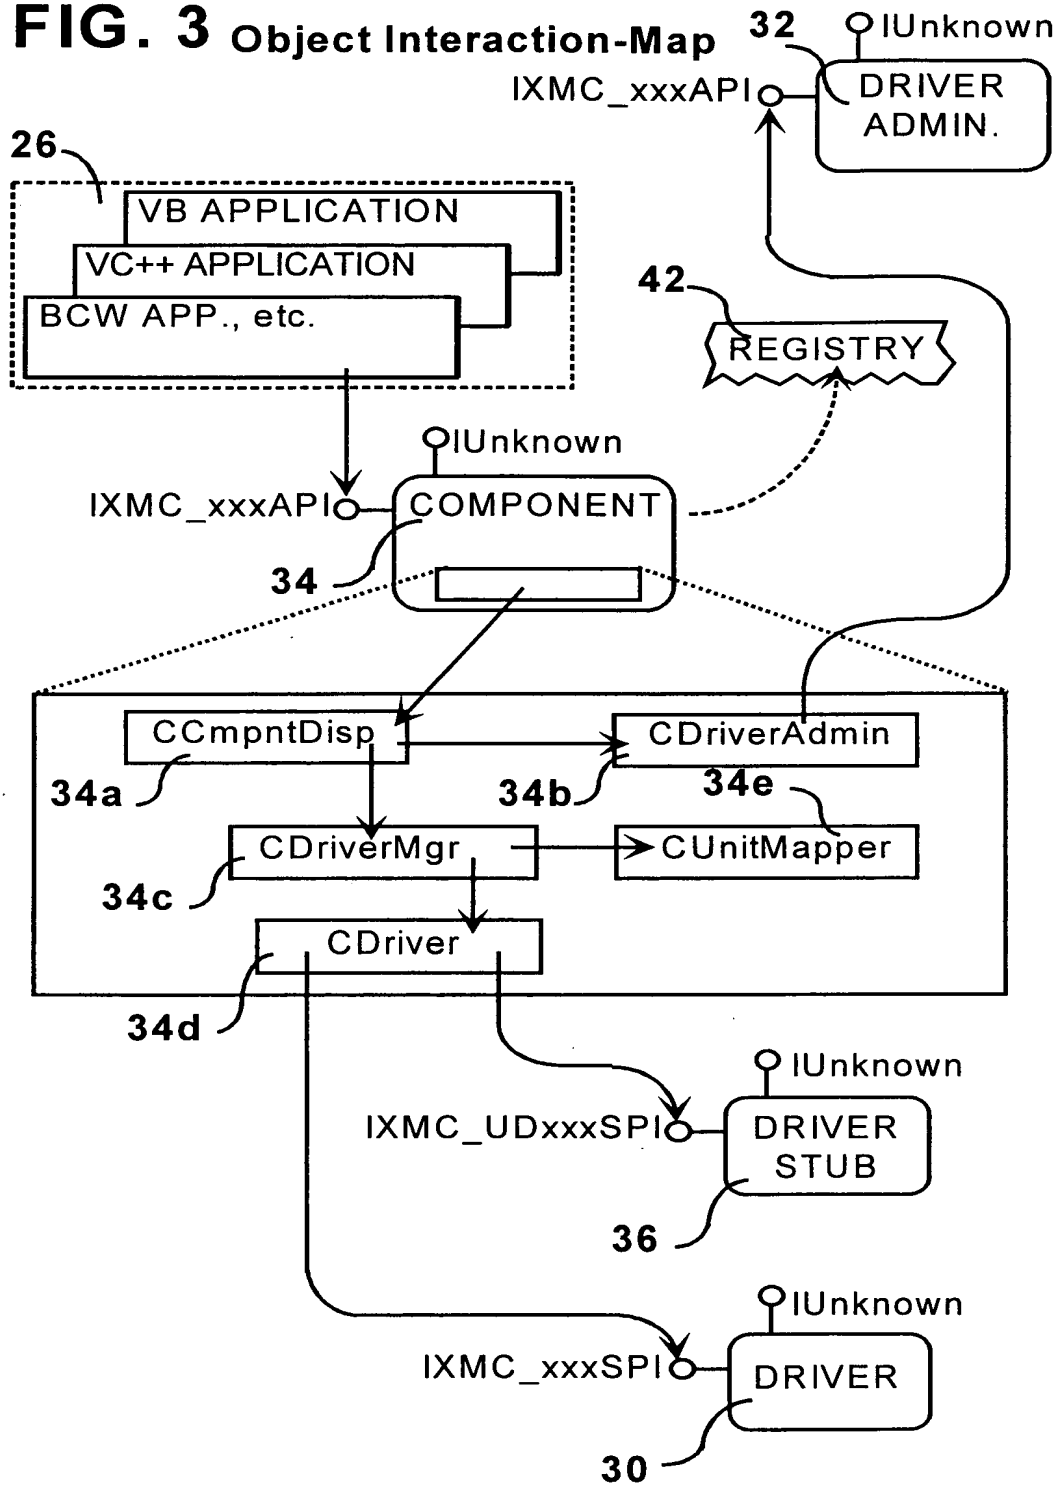 FIG. 3 Object Interaction-Map
32
IUnknown
IXMC_xxxAPI
DRIVER
ADMIN.
26
VB APPLICATION
VC++ APPLICATION
BCW APP., etc.
42
REGISTRY
IUnknown
IXMC_xxxAPI
COMPONENT
34
CCmpntDisp
CDriverAdmin
34a
34b
34e
CDriverMgr
CUnitMapper
34c
CDriver
34d
IUnknown
IXMC_UDxxxSPI
DRIVER
STUB
36
IUnknown
IXMC_xxxSPI
DRIVER
30